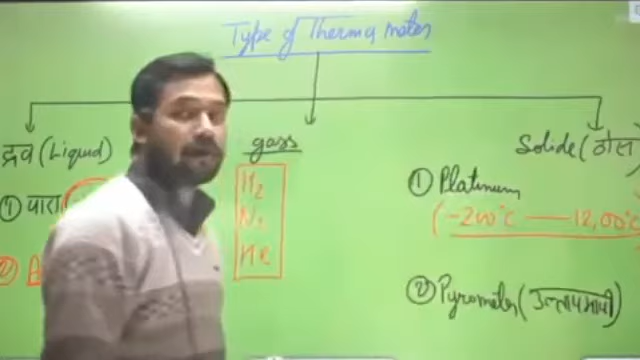 Type of Thermameter
द्रव (Liquid)
gass
Solide (ठोस
① पारा
H₂
N₂
He
① Platinum
(-200°c — 12,00°c
②
② Pyrometer (उत्तापमापी)